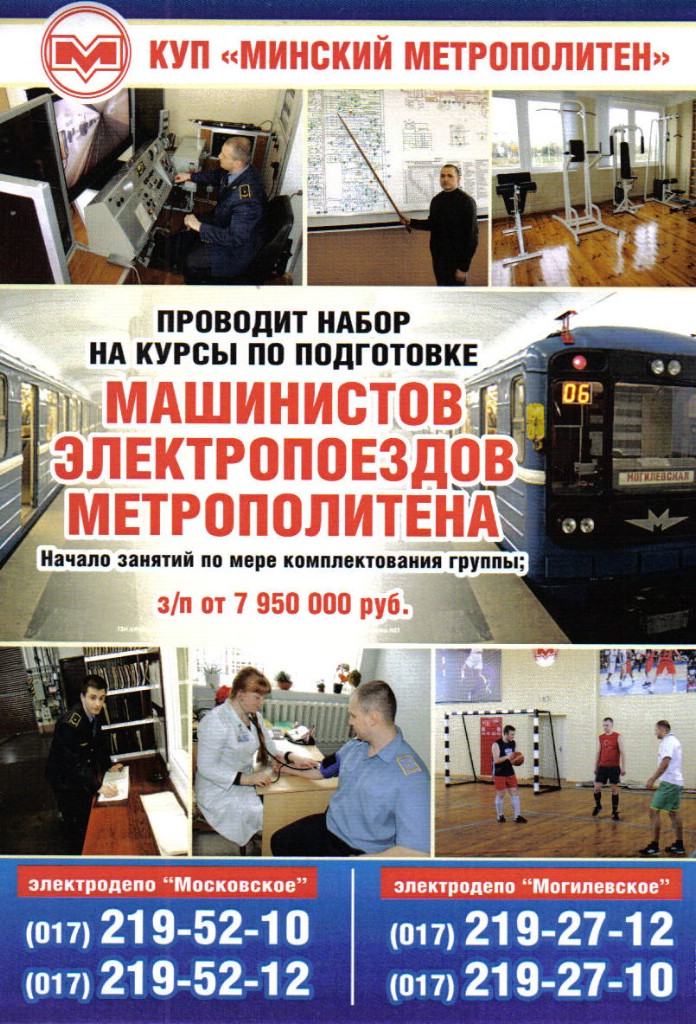 М
КУП «МИНСКИЙ МЕТРОПОЛИТЕН»
ПРОВОДИТ НАБОР
НА КУРСЫ ПО ПОДГОТОВКЕ
МАШИНИСТОВ
ЭЛЕКТРОПОЕЗДОВ
МЕТРОПОЛИТЕНА
Начало занятий по мере комплектования группы;
з/п от 7 950 000 руб.
06
МОГИЛЕВСКАЯ
электродепо “Московское”
(017) 219-52-10
(017) 219-52-12
электродепо “Могилевское”
(017) 219-27-12
(017) 219-27-10